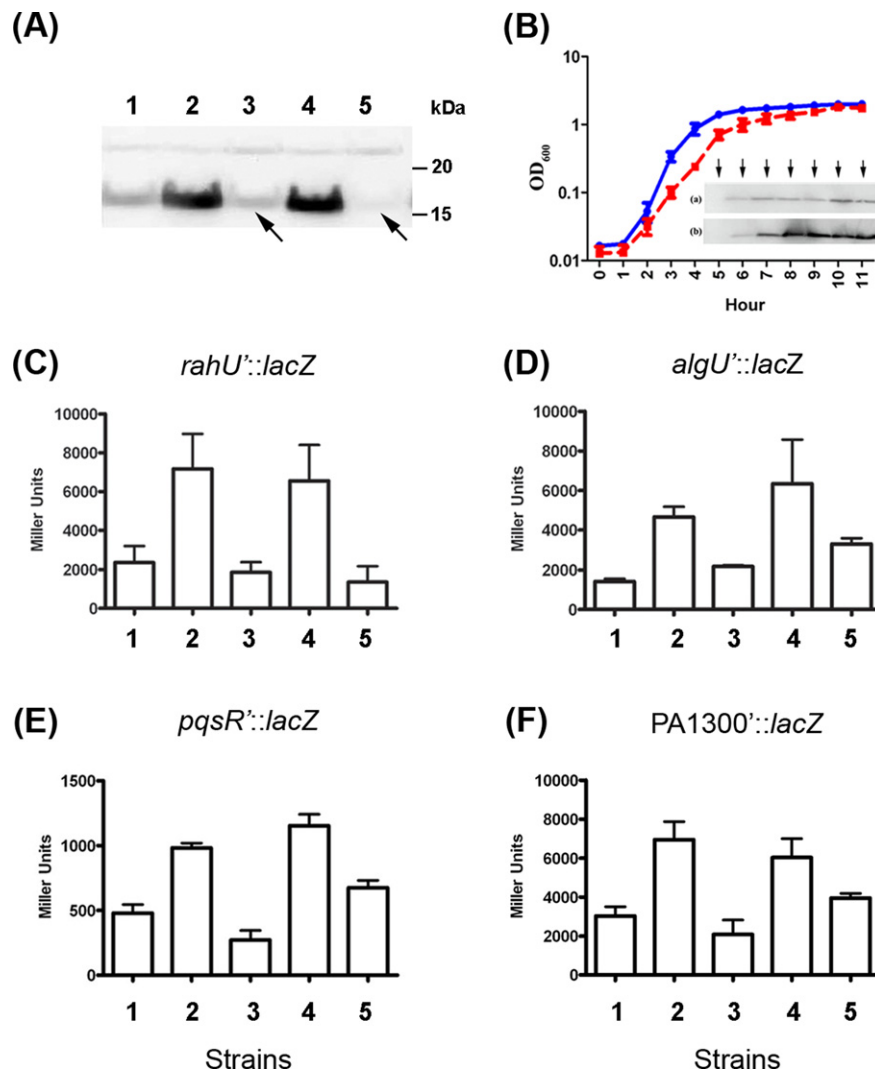 (A)
1 2 3 4 5 kDa
20
15
(B)
10
1
0.1
0.01
OD600
(a)
(b)
0 1 2 3 4 5 6 7 8 9 10 11
Hour
(C)
rahU'::lacZ
Miller Units
10000
8000
6000
4000
2000
0
1 2 3 4 5
(D)
algU'::lacZ
Miller Units
10000
8000
6000
4000
2000
0
1 2 3 4 5
(E)
pqsR'::lacZ
Miller Units
1500
1000
500
0
1 2 3 4 5
Strains
(F)
PA1300'::lacZ
Miller Units
10000
8000
6000
4000
2000
0
1 2 3 4 5
Strains